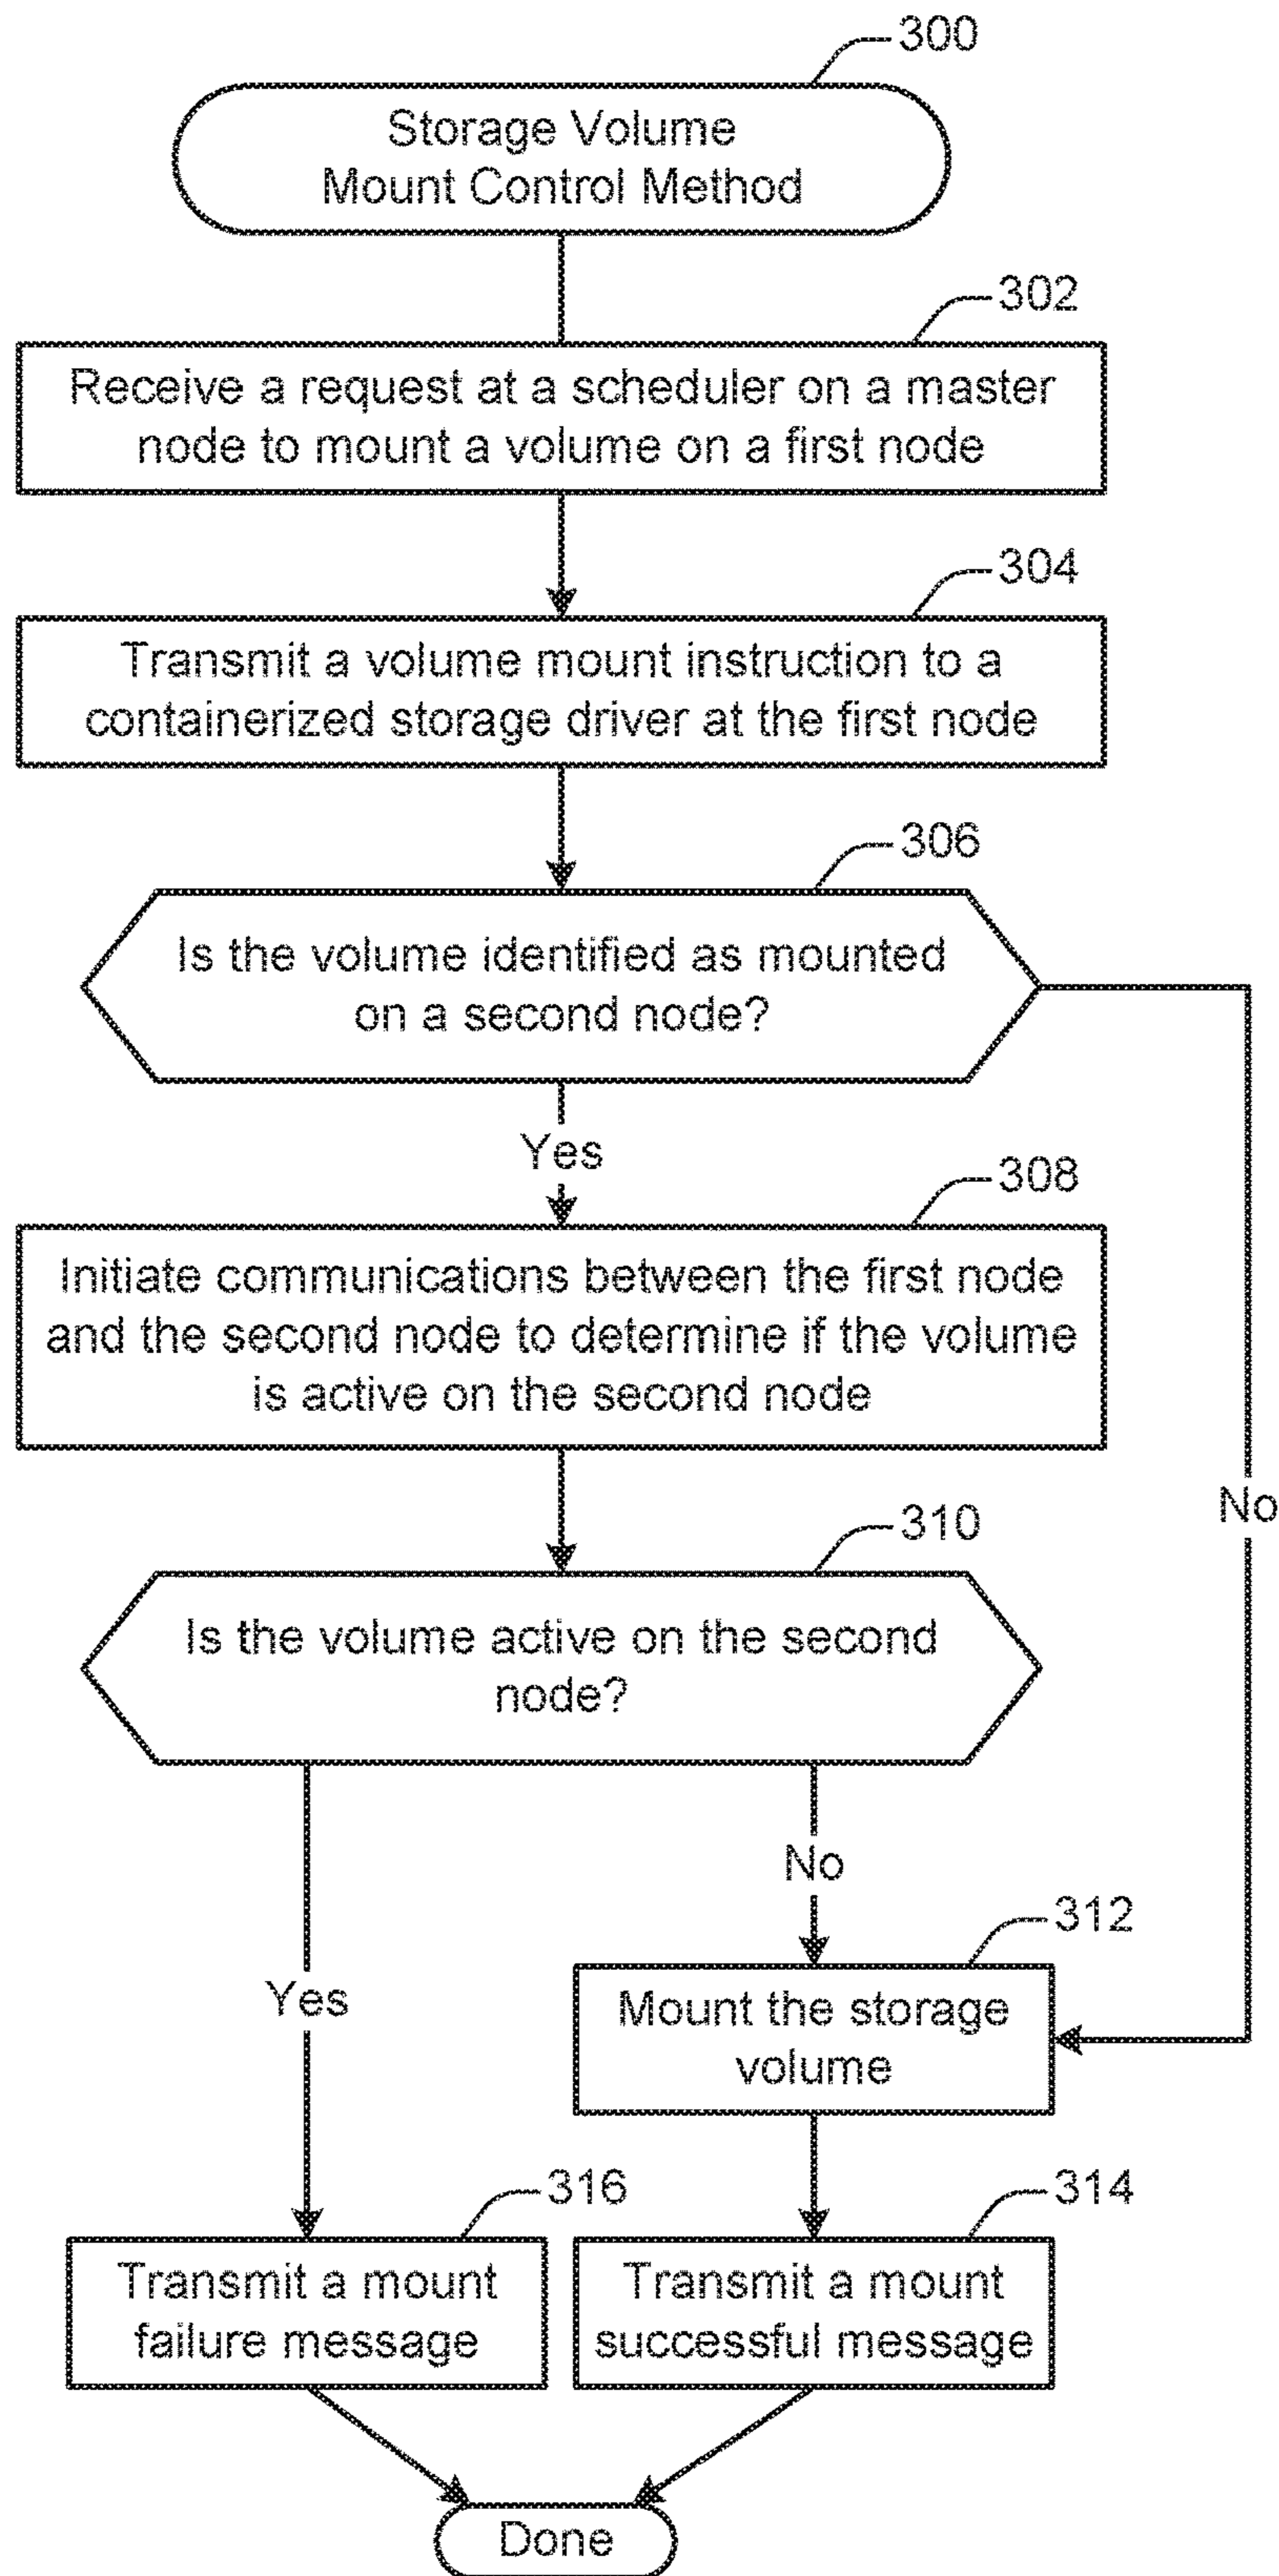 300
Storage Volume
Mount Control Method
302
Receive a request at a scheduler on a master
node to mount a volume on a first node
304
Transmit a volume mount instruction to a
containerized storage driver at the first node
306
Is the volume identified as mounted
on a second node?
Yes
308
Initiate communications between the first node
and the second node to determine if the volume
is active on the second node
No
310
Is the volume active on the second
node?
No
312
Yes
Mount the storage
volume
316
314
Transmit a mount
failure message
Transmit a mount
successful message
Done